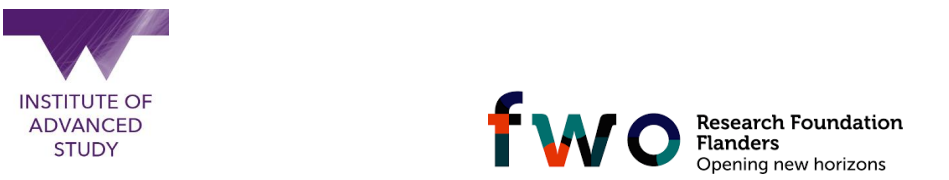 INSTITUTE OF
ADVANCED
STUDY
fwo
Research Foundation
Flanders
Opening new horizons